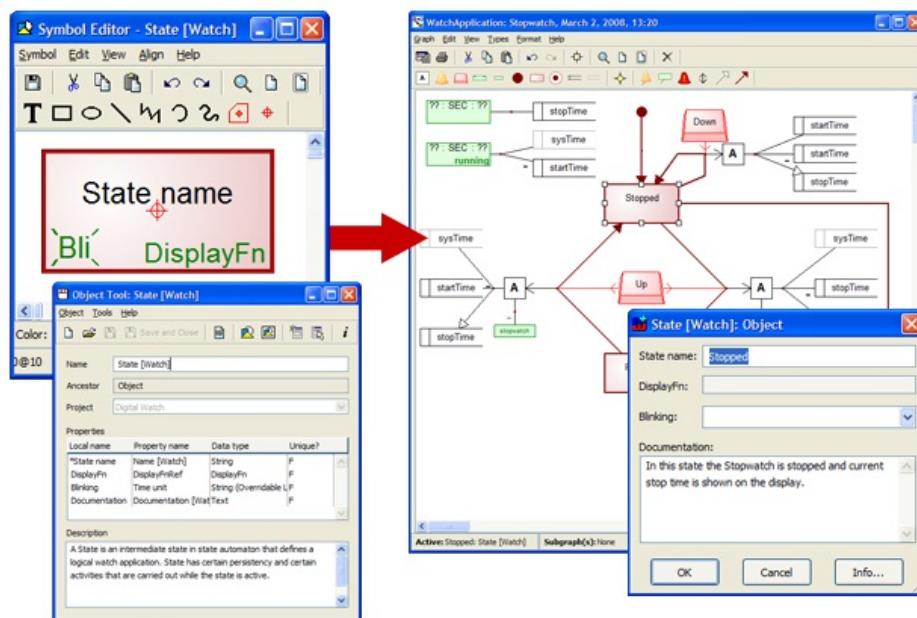 Symbol Editor - State [Watch]
Symbol Edit View Align Help
T
State name
Bli
DisplayFn
Color:
Object Tool: State [Watch]
Object Tools Help
Save and Close
i
Name State [Watch]
Ancestor Object
Project Digital Watch
Properties
Local name Property name Data type Unique?
*State name Name [Watch] String F
DisplayFn DisplayFnRef DisplayFn F
Blinking Time unit String (Overridable L F
Documentation Documentation [Wat Text F
Description
A State is an intermediate state in state automaton that defines a
logical watch application. State has certain persistency and certain
activities that are carried out while the state is active.
WatchApplication: Stopwatch, March 2, 2008, 13:20
Graph Edit View Types Format Help
A
?? : SEC : ??
stopTime
Down
startTime
sysTime
?? : SEC : ??
running
A
startTime
startTime
stopTime
Stopped
sysTime
sysTime
startTime
A
Up
A
stopTime
stopTime
stopwatch
Active: Stopped: State [Watch] Subgraph(s): None
State [Watch]: Object
State name: Stopped
DisplayFn:
Blinking:
Documentation:
In this state the Stopwatch is stopped and current
stop time is shown on the display.
OK Cancel Info...